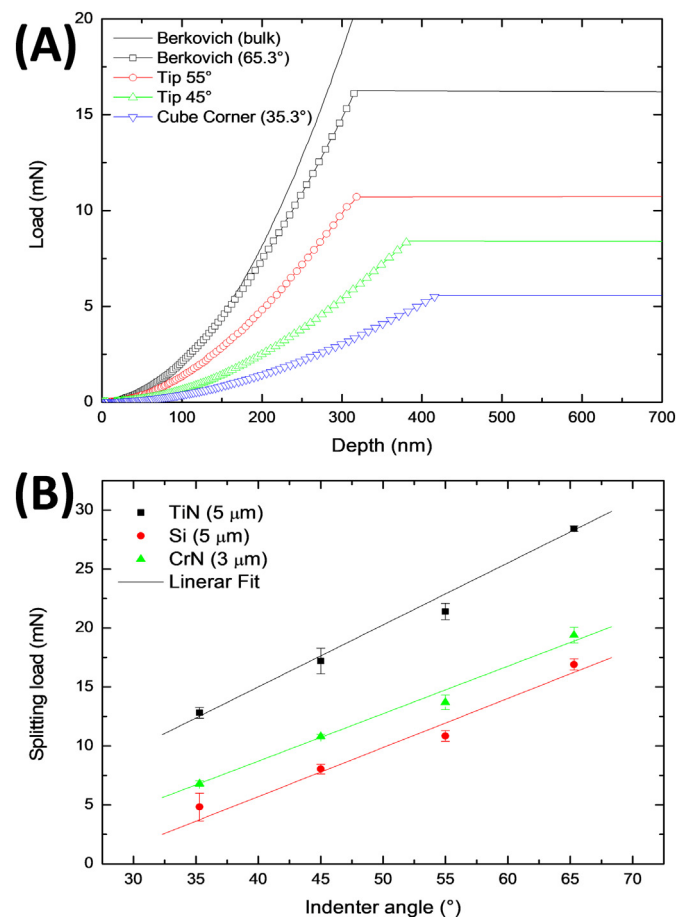 (A)
20
15
10
5
0
Load (mN)
Berkovich (bulk)
Berkovich (65.3°)
Tip 55°
Tip 45°
Cube Corner (35.3°)
0 100 200 300 400 500 600 700
Depth (nm)
(B)
30
25
20
15
10
5
0
Splitting load (mN)
TiN (5 μm)
Si (5 μm)
CrN (3 μm)
Linerar Fit
30 35 40 45 50 55 60 65 70
Indenter angle (°)